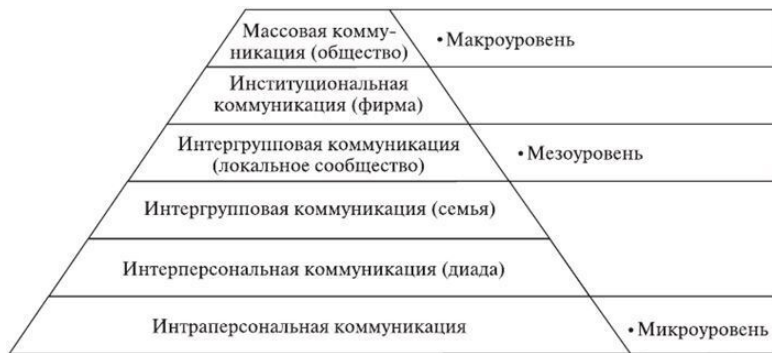 Массовая комму-
никация (общество)
• Макроуровень
Институциональная
коммуникация (фирма)
Интергрупповая коммуникация
(локальное сообщество)
• Мезоуровень
Интергрупповая коммуникация (семья)
Интерперсональная коммуникация (диада)
Интраперсональная коммуникация
• Микроуровень